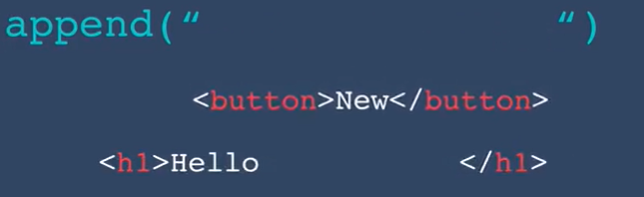 append(“ “)
<button>New</button>
<h1>Hello </h1>